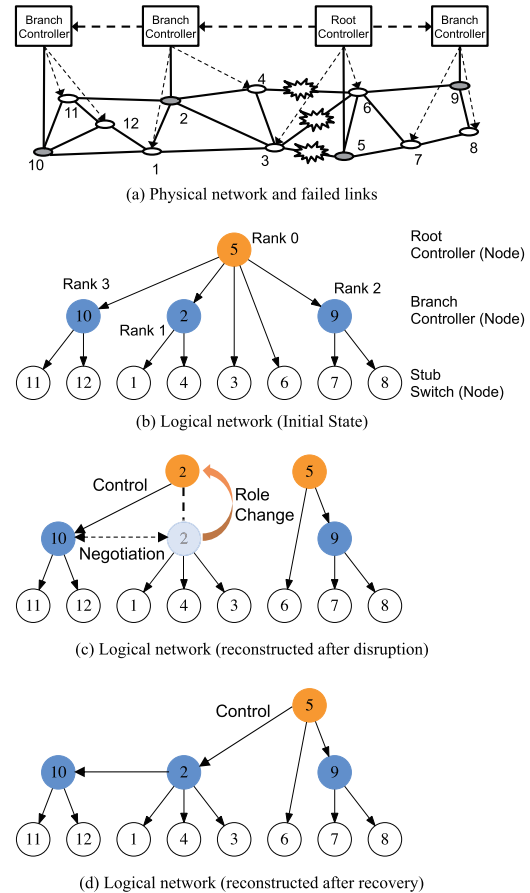 Branch
Controller
Branch
Controller
Root
Controller
Branch
Controller
4
9
11
2
6
12
8
10
1
3
5
7
(a) Physical network and failed links
5
Rank 0
Root
Controller (Node)
Rank 3
Rank 2
10
2
9
Rank 1
Branch
Controller (Node)
11
12
1
4
3
6
7
8
Stub
Switch (Node)
(b) Logical network (Initial State)
2
5
Control
Role
Change
10
2
9
Negotiation
11
12
1
4
3
6
7
8
(c) Logical network (reconstructed after disruption)
5
Control
10
2
9
11
12
1
4
3
6
7
8
(d) Logical network (reconstructed after recovery)